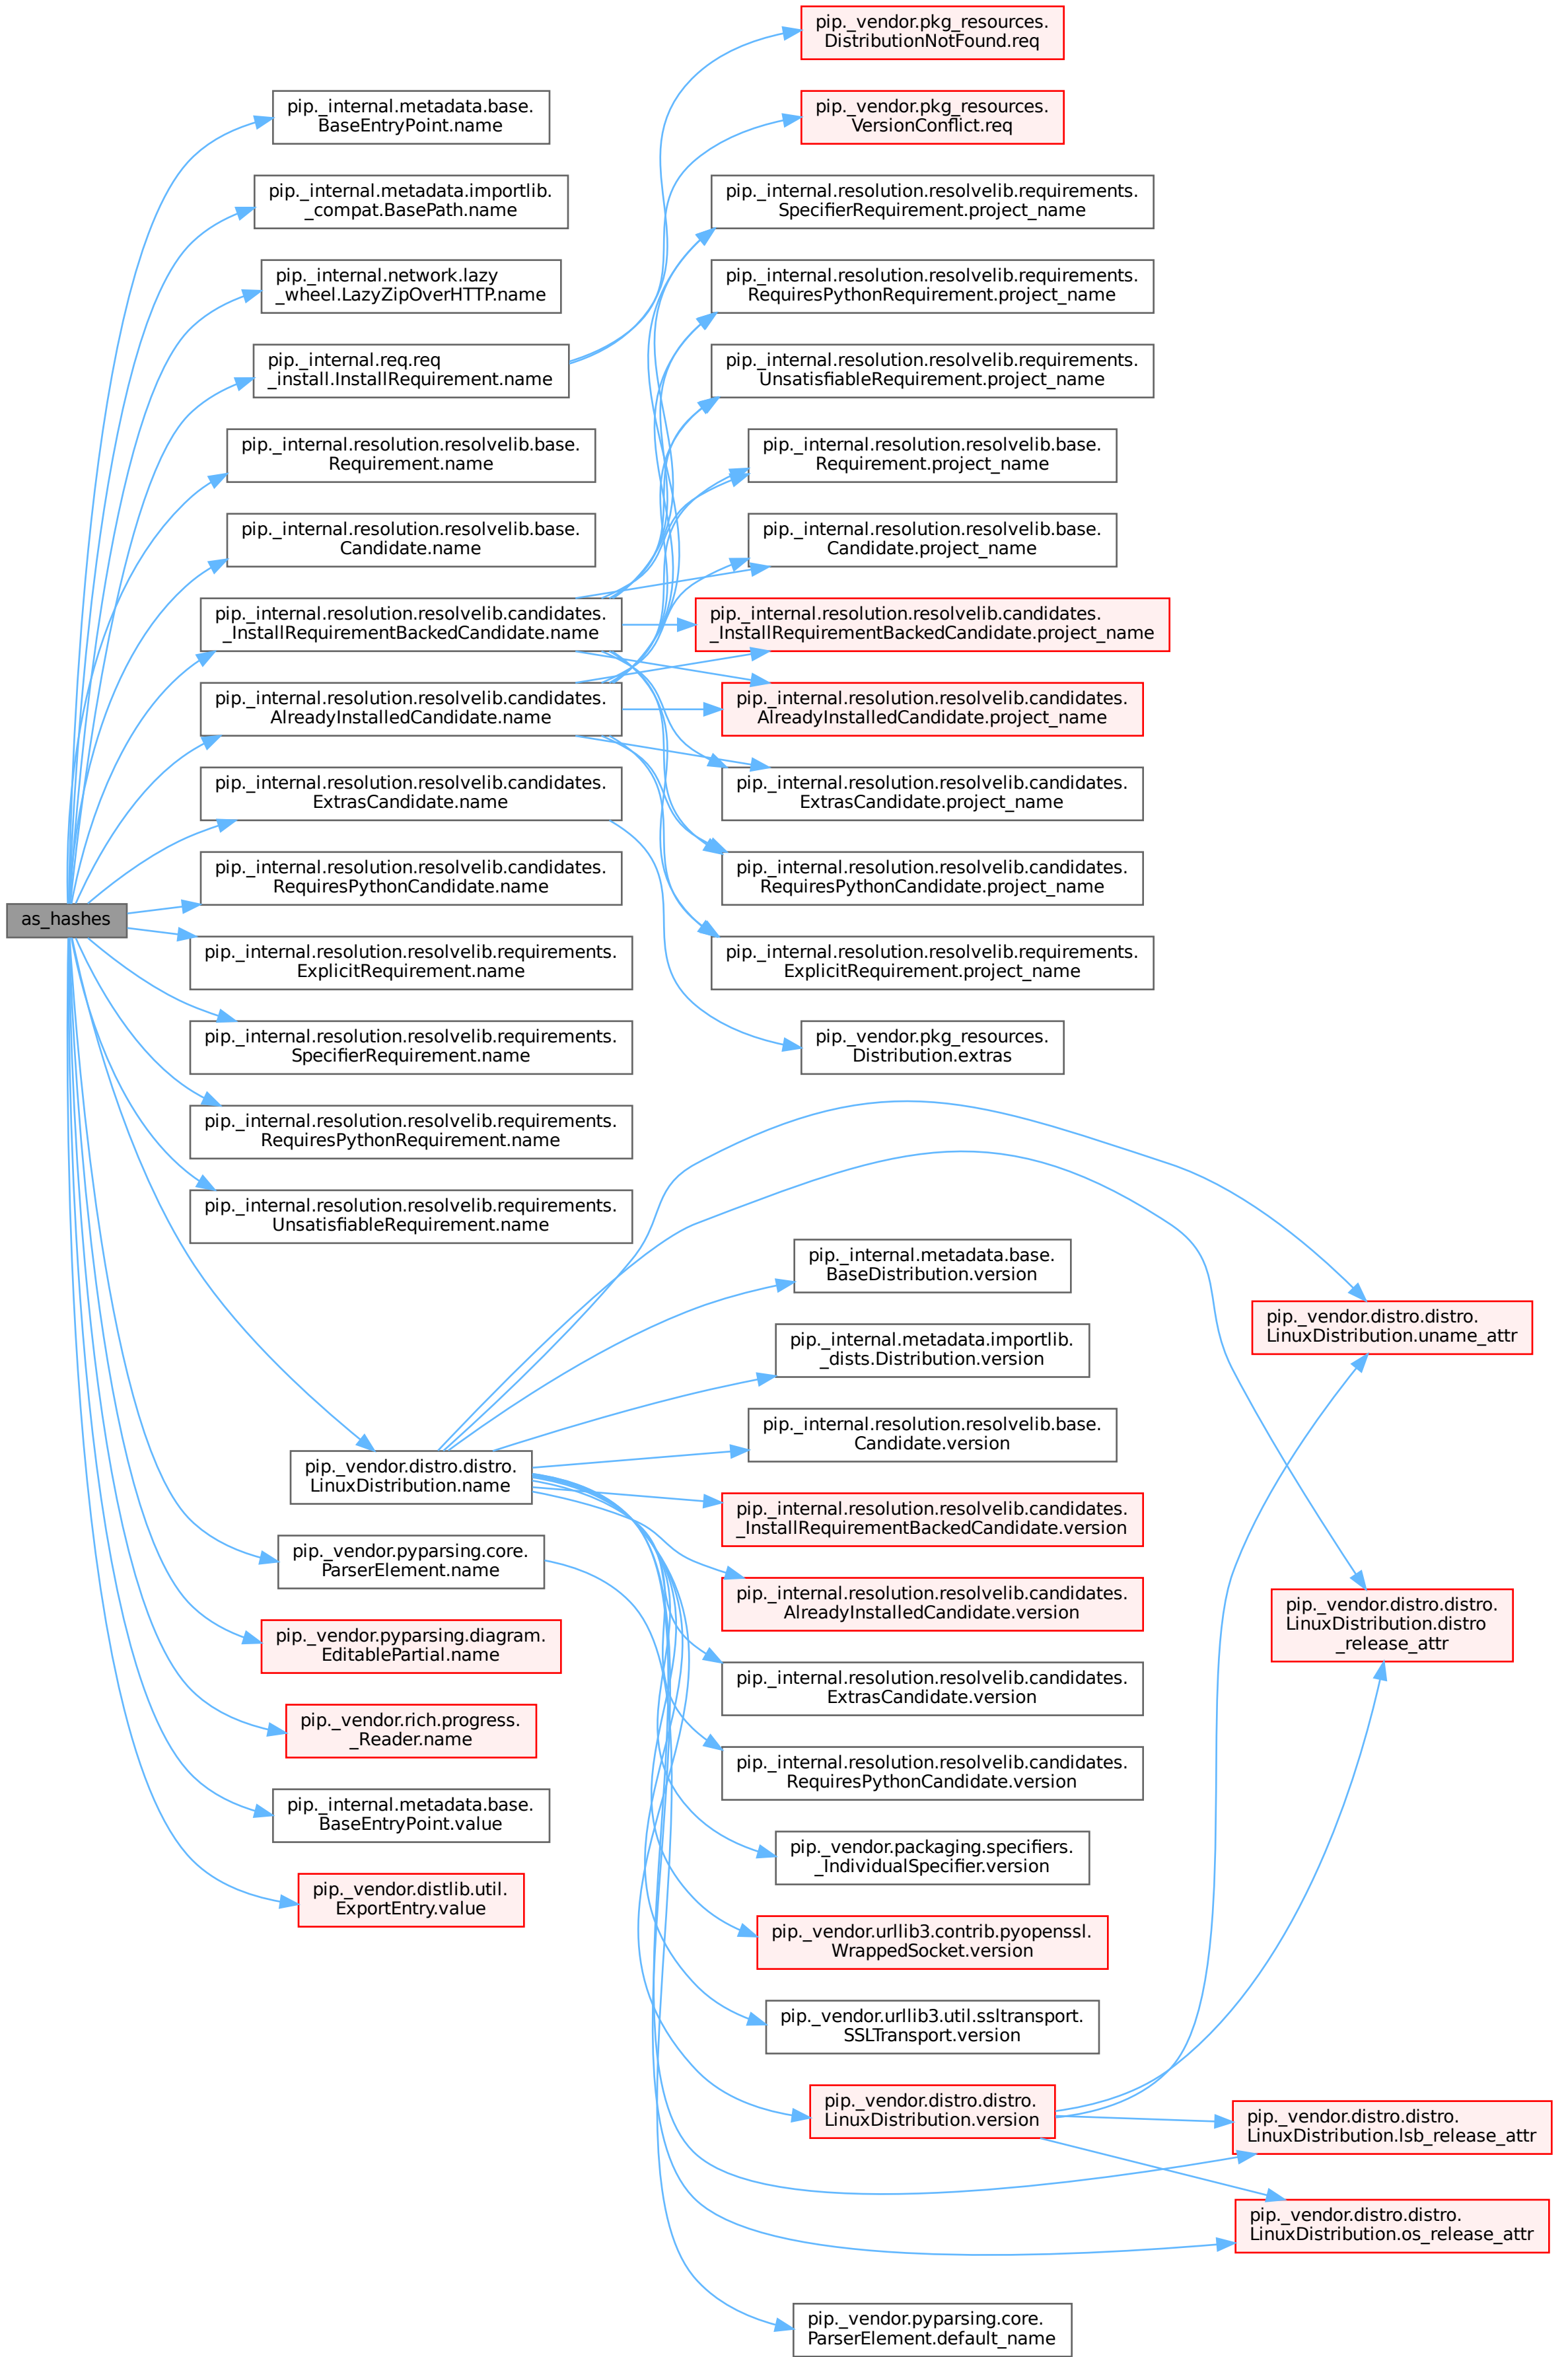 as_hashes
pip._internal.metadata.base.
BaseEntryPoint.name
pip._internal.metadata.importlib.
_compat.BasePath.name
pip._internal.network.lazy
_wheel.LazyZipOverHTTP.name
pip._internal.req.req
_install.InstallRequirement.name
pip._internal.resolution.resolvelib.base.
Requirement.name
pip._internal.resolution.resolvelib.base.
Candidate.name
pip._internal.resolution.resolvelib.candidates.
_InstallRequirementBackedCandidate.name
pip._internal.resolution.resolvelib.candidates.
AlreadyInstalledCandidate.name
pip._internal.resolution.resolvelib.candidates.
ExtrasCandidate.name
pip._internal.resolution.resolvelib.candidates.
RequiresPythonCandidate.name
pip._internal.resolution.resolvelib.requirements.
ExplicitRequirement.name
pip._internal.resolution.resolvelib.requirements.
SpecifierRequirement.name
pip._internal.resolution.resolvelib.requirements.
RequiresPythonRequirement.name
pip._internal.resolution.resolvelib.requirements.
UnsatisfiableRequirement.name
pip._vendor.distro.distro.
LinuxDistribution.name
pip._vendor.pyparsing.core.
ParserElement.name
pip._vendor.pyparsing.diagram.
EditablePartial.name
pip._vendor.rich.progress.
_Reader.name
pip._internal.metadata.base.
BaseEntryPoint.value
pip._vendor.distlib.util.
ExportEntry.value
pip._vendor.pkg_resources.
DistributionNotFound.req
pip._vendor.pkg_resources.
VersionConflict.req
pip._internal.resolution.resolvelib.requirements.
SpecifierRequirement.project_name
pip._internal.resolution.resolvelib.requirements.
RequiresPythonRequirement.project_name
pip._internal.resolution.resolvelib.requirements.
UnsatisfiableRequirement.project_name
pip._internal.resolution.resolvelib.base.
Requirement.project_name
pip._internal.resolution.resolvelib.base.
Candidate.project_name
pip._internal.resolution.resolvelib.candidates.
_InstallRequirementBackedCandidate.project_name
pip._internal.resolution.resolvelib.candidates.
AlreadyInstalledCandidate.project_name
pip._internal.resolution.resolvelib.candidates.
ExtrasCandidate.project_name
pip._internal.resolution.resolvelib.candidates.
RequiresPythonCandidate.project_name
pip._internal.resolution.resolvelib.requirements.
ExplicitRequirement.project_name
pip._vendor.pkg_resources.
Distribution.extras
pip._internal.metadata.base.
BaseDistribution.version
pip._internal.metadata.importlib.
_dists.Distribution.version
pip._internal.resolution.resolvelib.base.
Candidate.version
pip._internal.resolution.resolvelib.candidates.
_InstallRequirementBackedCandidate.version
pip._internal.resolution.resolvelib.candidates.
AlreadyInstalledCandidate.version
pip._internal.resolution.resolvelib.candidates.
ExtrasCandidate.version
pip._internal.resolution.resolvelib.candidates.
RequiresPythonCandidate.version
pip._vendor.packaging.specifiers.
_IndividualSpecifier.version
pip._vendor.urllib3.contrib.pyopenssl.
WrappedSocket.version
pip._vendor.urllib3.util.ssltransport.
SSLTransport.version
pip._vendor.distro.distro.
LinuxDistribution.version
pip._vendor.pyparsing.core.
ParserElement.default_name
pip._vendor.distro.distro.
LinuxDistribution.uname_attr
pip._vendor.distro.distro.
LinuxDistribution.distro
_release_attr
pip._vendor.distro.distro.
LinuxDistribution.lsb_release_attr
pip._vendor.distro.distro.
LinuxDistribution.os_release_attr